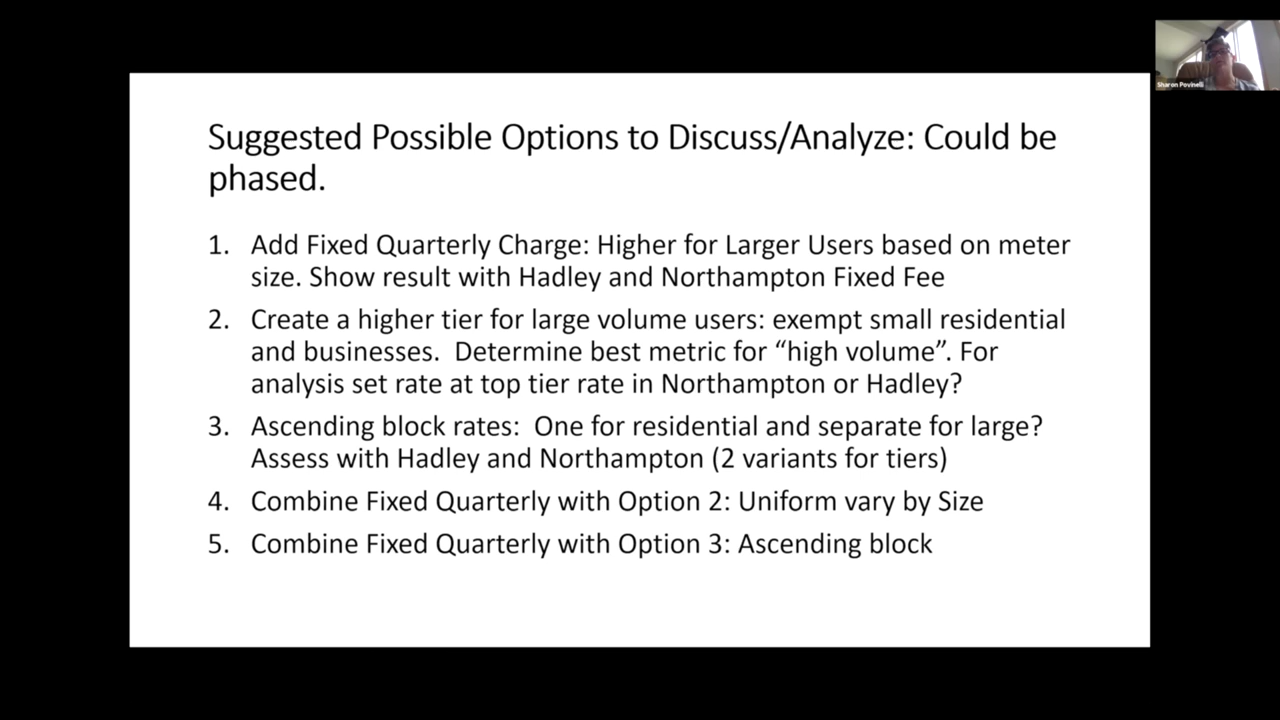 Sharon Povinelli
Suggested Possible Options to Discuss/Analyze: Could be
phased.
1. Add Fixed Quarterly Charge: Higher for Larger Users based on meter
size. Show result with Hadley and Northampton Fixed Fee
2. Create a higher tier for large volume users: exempt small residential
and businesses.  Determine best metric for “high volume”. For
analysis set rate at top tier rate in Northampton or Hadley?
3. Ascending block rates:  One for residential and separate for large?
Assess with Hadley and Northampton (2 variants for tiers)
4. Combine Fixed Quarterly with Option 2: Uniform vary by Size
5. Combine Fixed Quarterly with Option 3: Ascending block